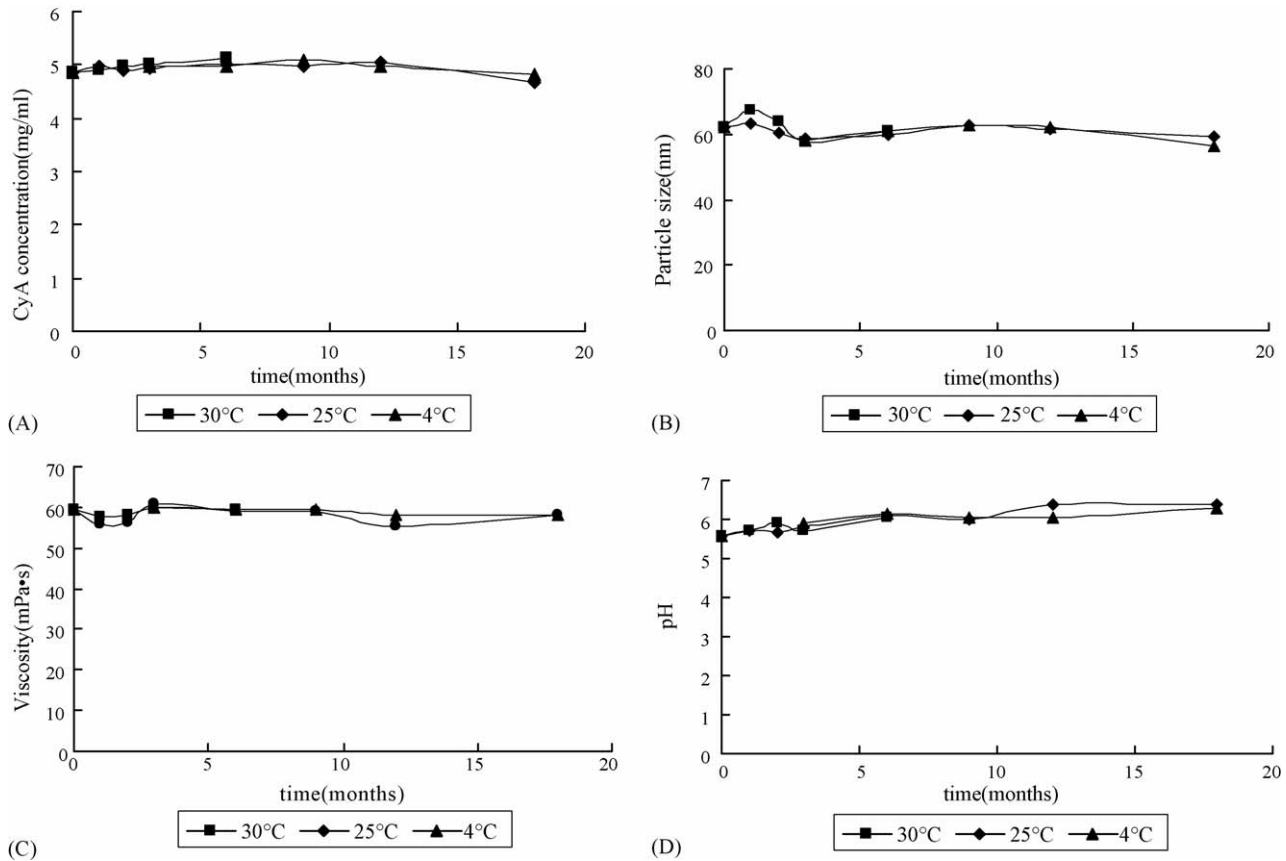 6
5
4
3
2
1
0
CyA concentration(mg/ml)
0 5 10 15 20
time(months)
30°C 25°C 4°C
(A)
80
60
40
20
0
Particle size(nm)
0 5 10 15 20
time(months)
30°C 25°C 4°C
(B)
70
60
50
40
30
20
10
0
Viscosity(mPa•s)
0 5 10 15 20
time(months)
30°C 25°C 4°C
(C)
7
6
5
4
3
2
1
0
pH
0 5 10 15 20
time(months)
30°C 25°C 4°C
(D)